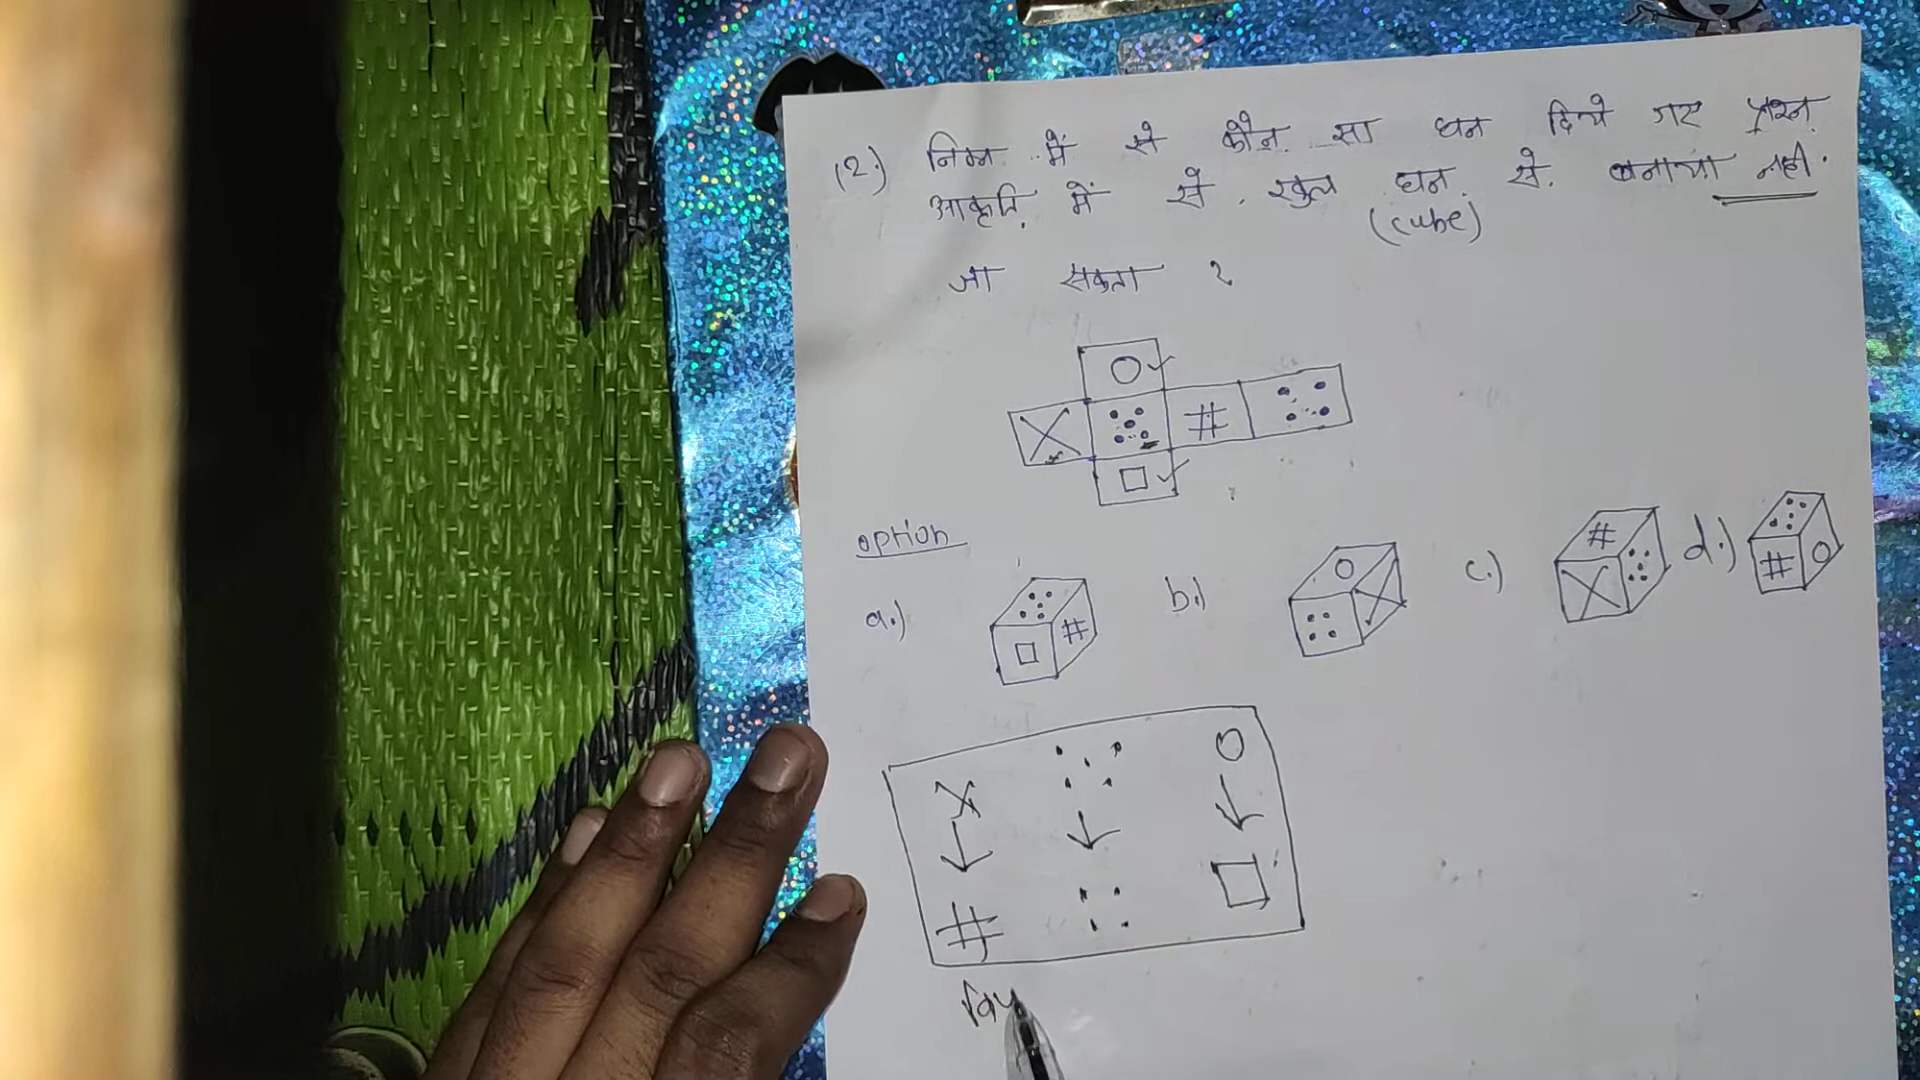 (2.) निम्न में से कौन सा घन दिये गए प्रश्न
आकृति में से खुल घन से बनाया नही
(cube)
जा सकता ?
option
a.) b.) c.) d.)